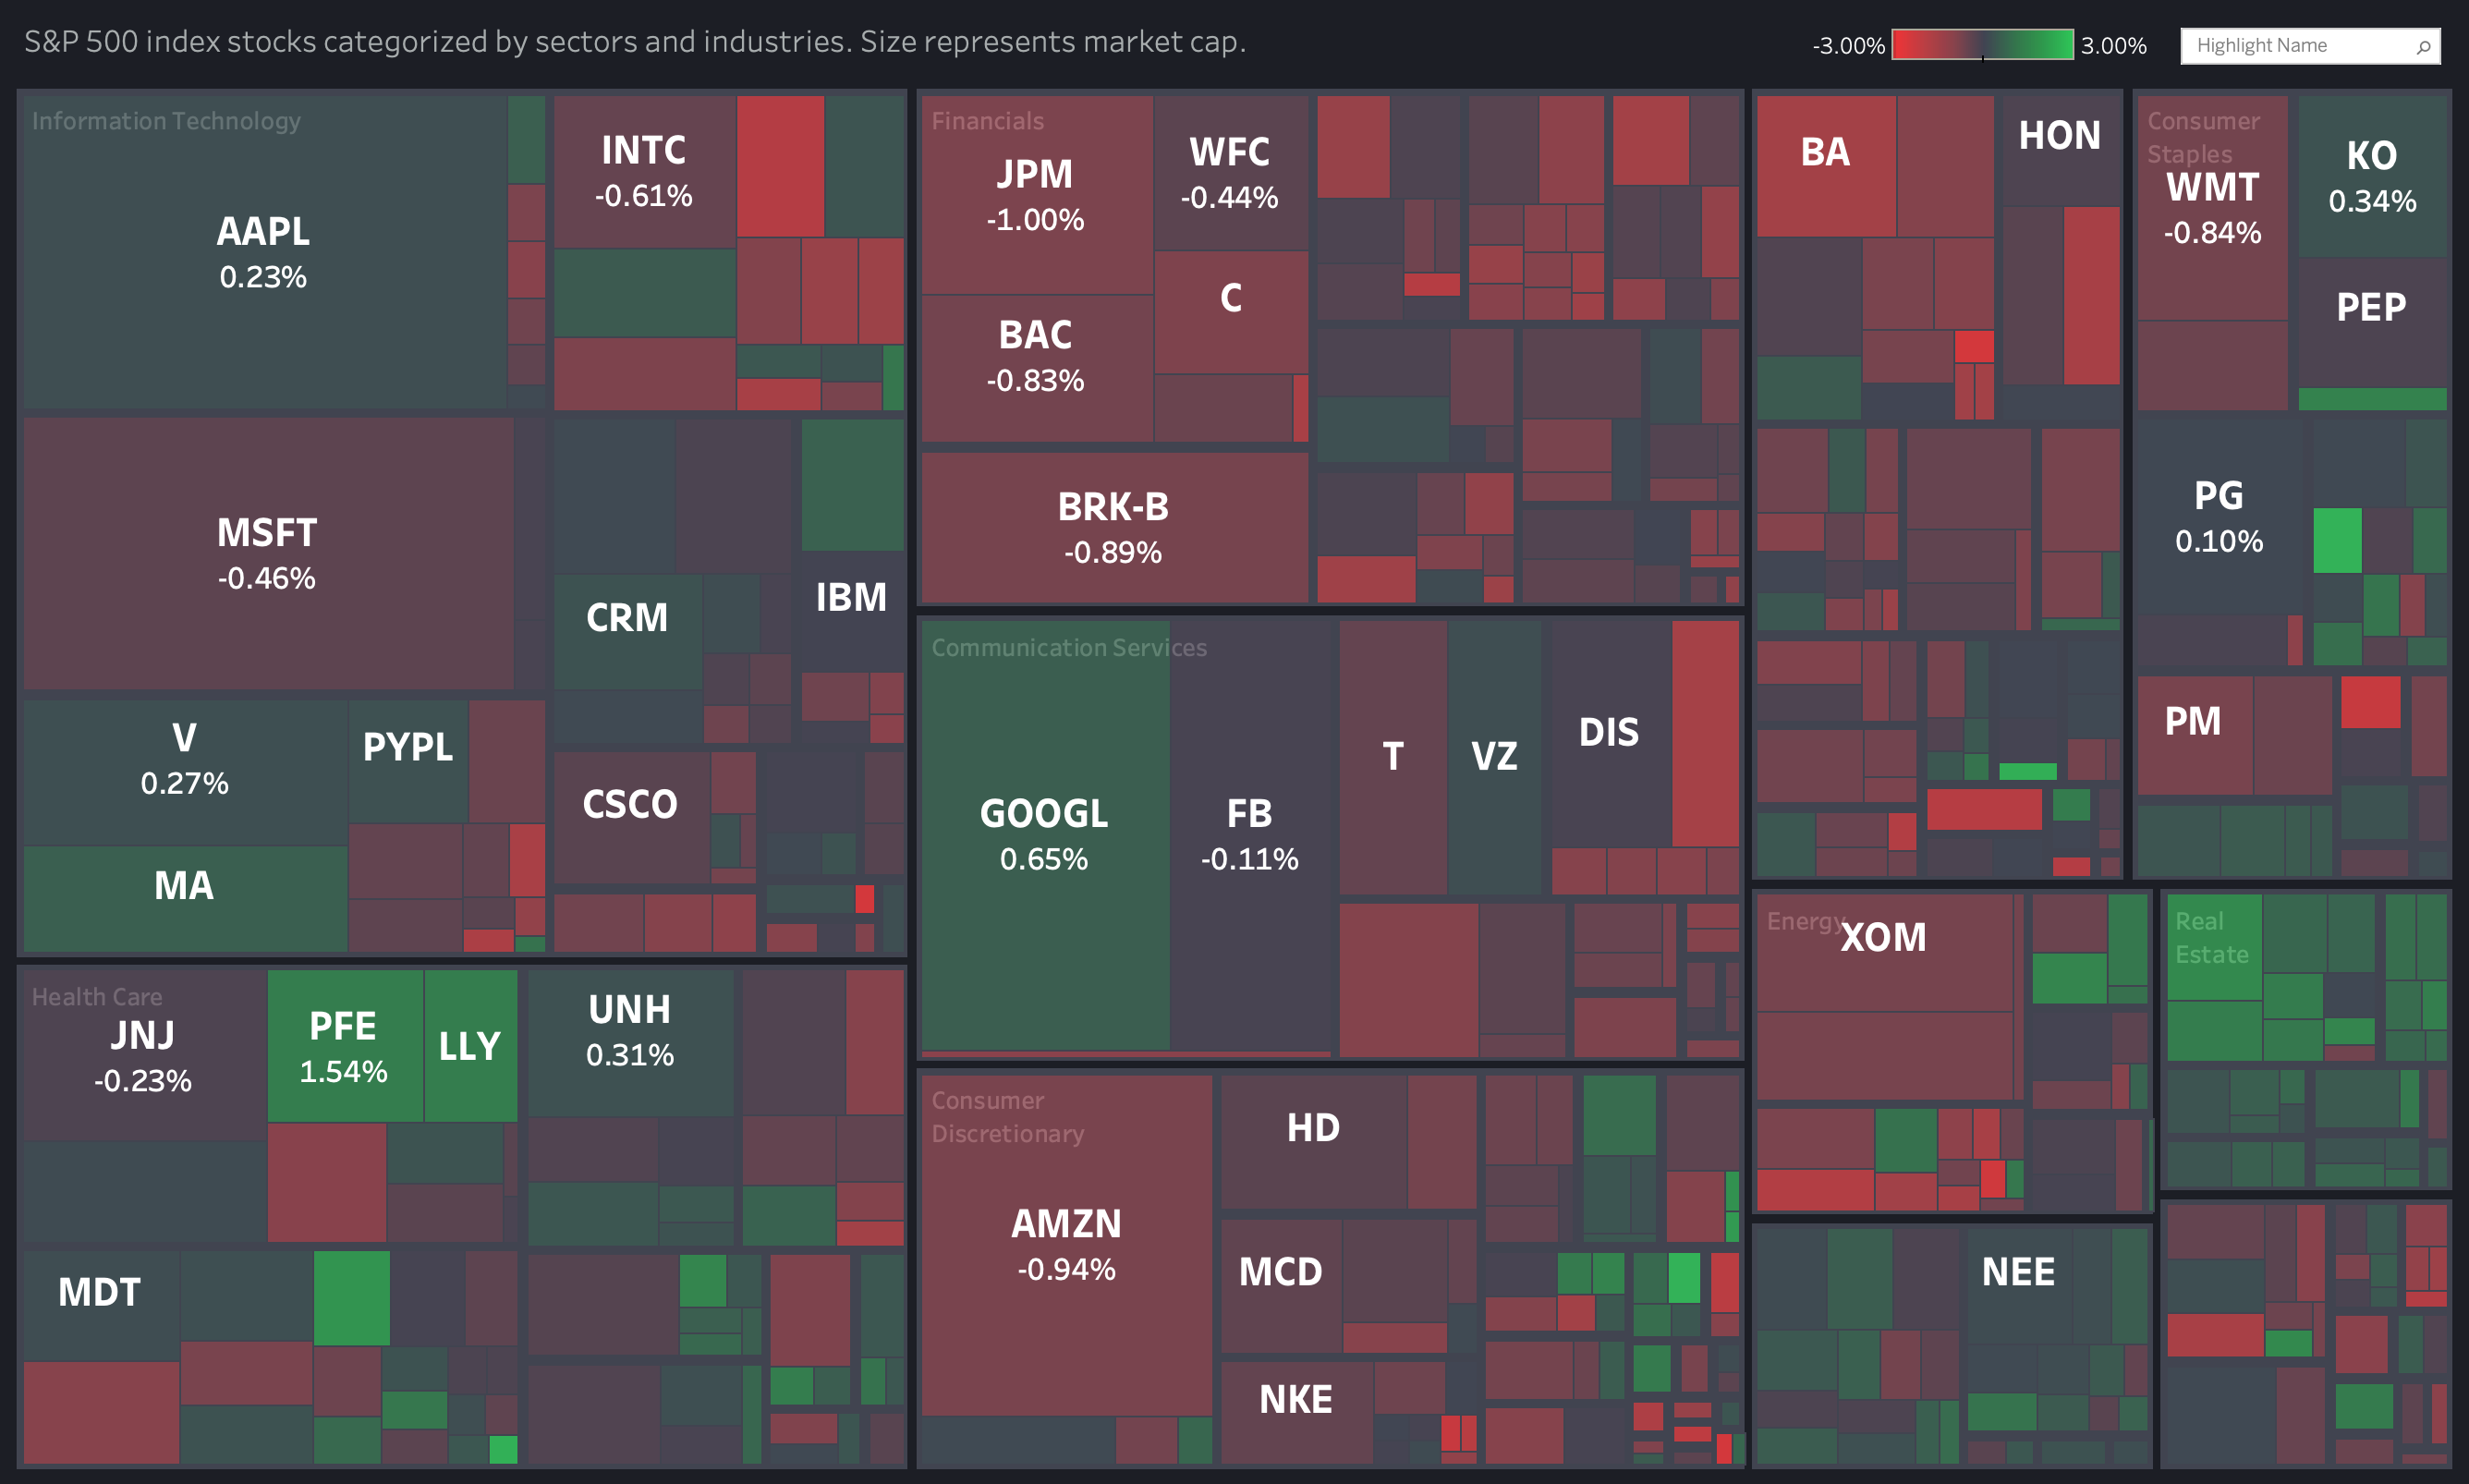 S&P 500 index stocks categorized by sectors and industries. Size represents market cap.
-3.00%
3.00%
Highlight Name
Information Technology
AAPL
0.23%
INTC
-0.61%
MSFT
-0.46%
CRM
IBM
V
0.27%
PYPL
MA
CSCO
Health Care
JNJ
-0.23%
PFE
1.54%
LLY
UNH
0.31%
MDT
Financials
JPM
-1.00%
WFC
-0.44%
BAC
-0.83%
C
BRK-B
-0.89%
Communication Services
GOOGL
0.65%
FB
-0.11%
T
VZ
DIS
Consumer
Discretionary
AMZN
-0.94%
HD
MCD
NKE
BA
HON
Consumer
Staples
WMT
-0.84%
KO
0.34%
PEP
PG
0.10%
PM
Energy
XOM
Real
Estate
NEE